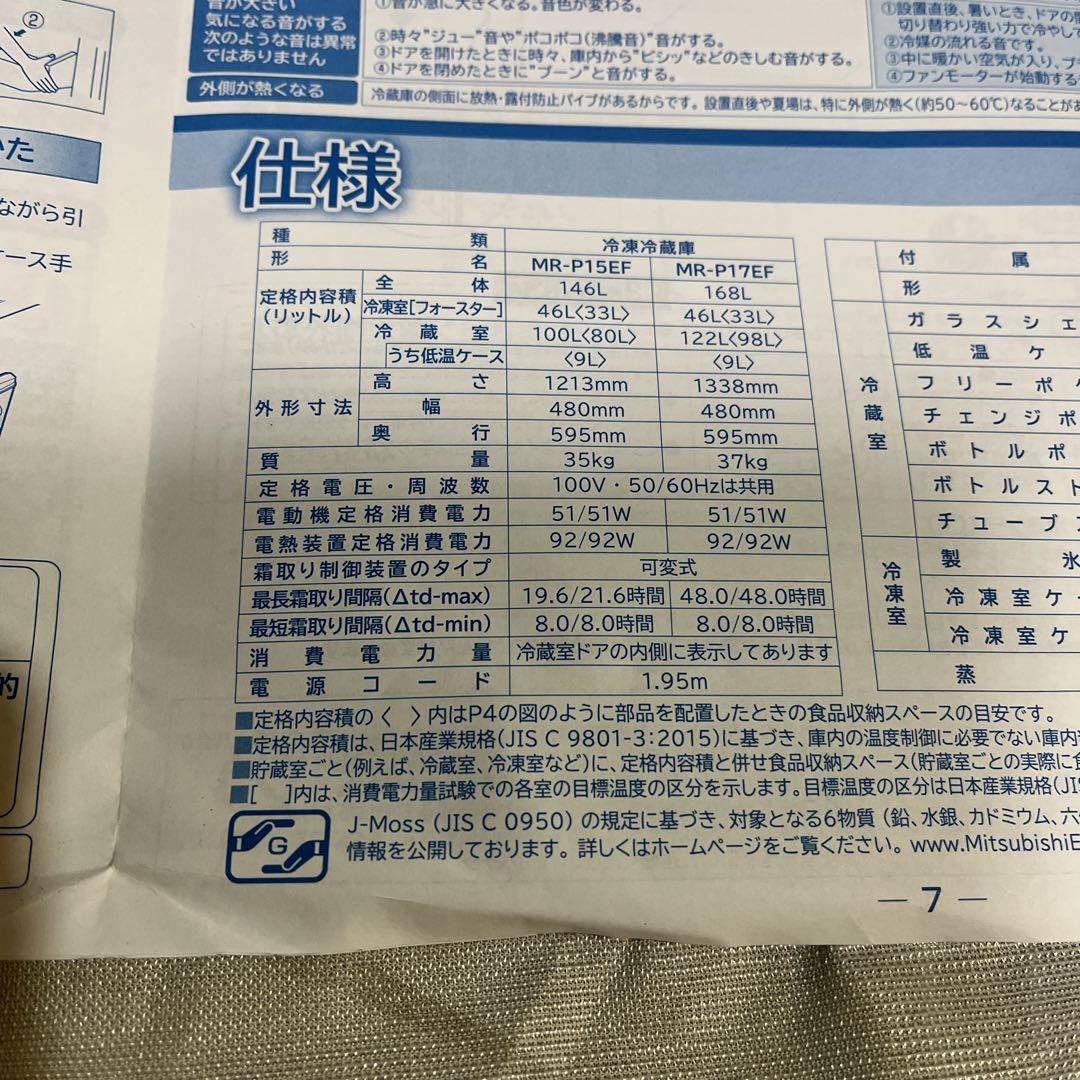 ②
いた
ながら引
ケース手
的
音が大きい
気になる音がする
次のような音は異常
ではありません
①音が急に大きくなる。音色が変わる。
②時々"ジュー"音や"ポコポコ(沸騰音)"音がする。
③ドアを開けたときに時々、庫内から"ピシッ"などのきしむ音がする。
④ドアを閉めたときに"ブーン"と音がする。
①設置直後、暑いとき、ドアの開
切り替わり強い力で冷やして
②冷媒の流れる音です。
③中に暖かい空気が入り、プ
④ファンモーターが始動する
外側が熱くなる
冷蔵庫の側面に放熱・露付防止パイプがあるからです。設置直後や夏場は、特に外側が熱く(約50〜60℃)なることがあ
仕様
種類 冷凍冷蔵庫
形名 MR-P15EF MR-P17EF
定格内容積(リットル) 全体 146L 168L
冷凍室[フォースター] 46L〈33L〉 46L〈33L〉
冷蔵室 100L〈80L〉 122L〈98L〉
うち低温ケース 〈9L〉 〈9L〉
外形寸法 高さ 1213mm 1338mm
幅 480mm 480mm
奥行 595mm 595mm
質量 35kg 37kg
定格電圧・周波数 100V・50/60Hzは共用
電動機定格消費電力 51/51W 51/51W
電熱装置定格消費電力 92/92W 92/92W
霜取り制御装置のタイプ 可変式
最長霜取り間隔(Δtd-max) 19.6/21.6時間 48.0/48.0時間
最短霜取り間隔(Δtd-min) 8.0/8.0時間 8.0/8.0時間
消費電力量 冷蔵室ドアの内側に表示してあります
電源コード 1.95m
付属
形
冷蔵室
ガラスシェ
低温ケ
フリーポケ
チェンジポ
ボトルポ
ボトルスト
チューブス
冷凍室
製氷
冷凍室ケ
冷凍室ケ
蒸
■定格内容積の〈 〉内はP4の図のように部品を配置したときの食品収納スペースの目安です。
■定格内容積は、日本産業規格(JIS C 9801-3:2015)に基づき、庫内の温度制御に必要でない庫内
■貯蔵室ごと(例えば、冷蔵室、冷凍室など)に、定格内容積と併せ食品収納スペース(貯蔵室ごとの実際に食
■[ ]内は、消費電力量試験での各室の目標温度の区分を示します。目標温度の区分は日本産業規格(JI
G
J-Moss (JIS C 0950) の規定に基づき、対象となる6物質 (鉛、水銀、カドミウム、六
情報を公開しております。詳しくはホームページをご覧ください。www.MitsubishiE
— 7 —